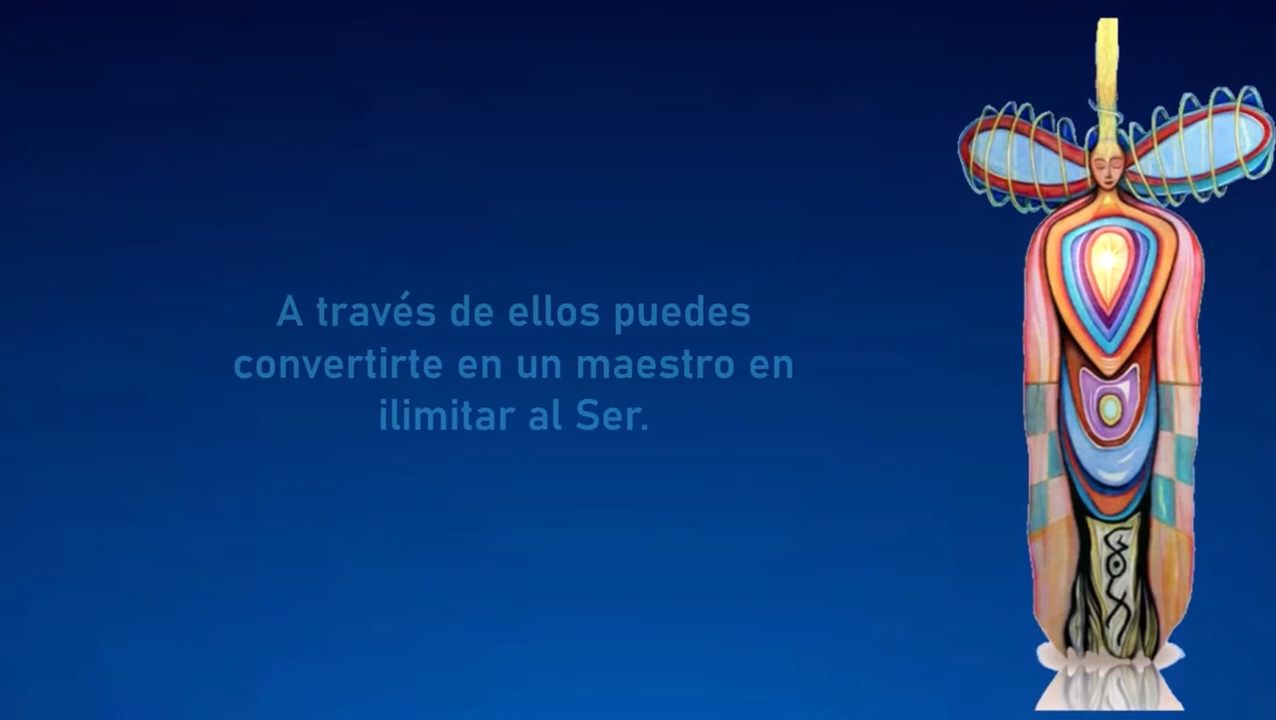 A través de ellos puedes
convertirte en un maestro en
ilimitar al Ser.